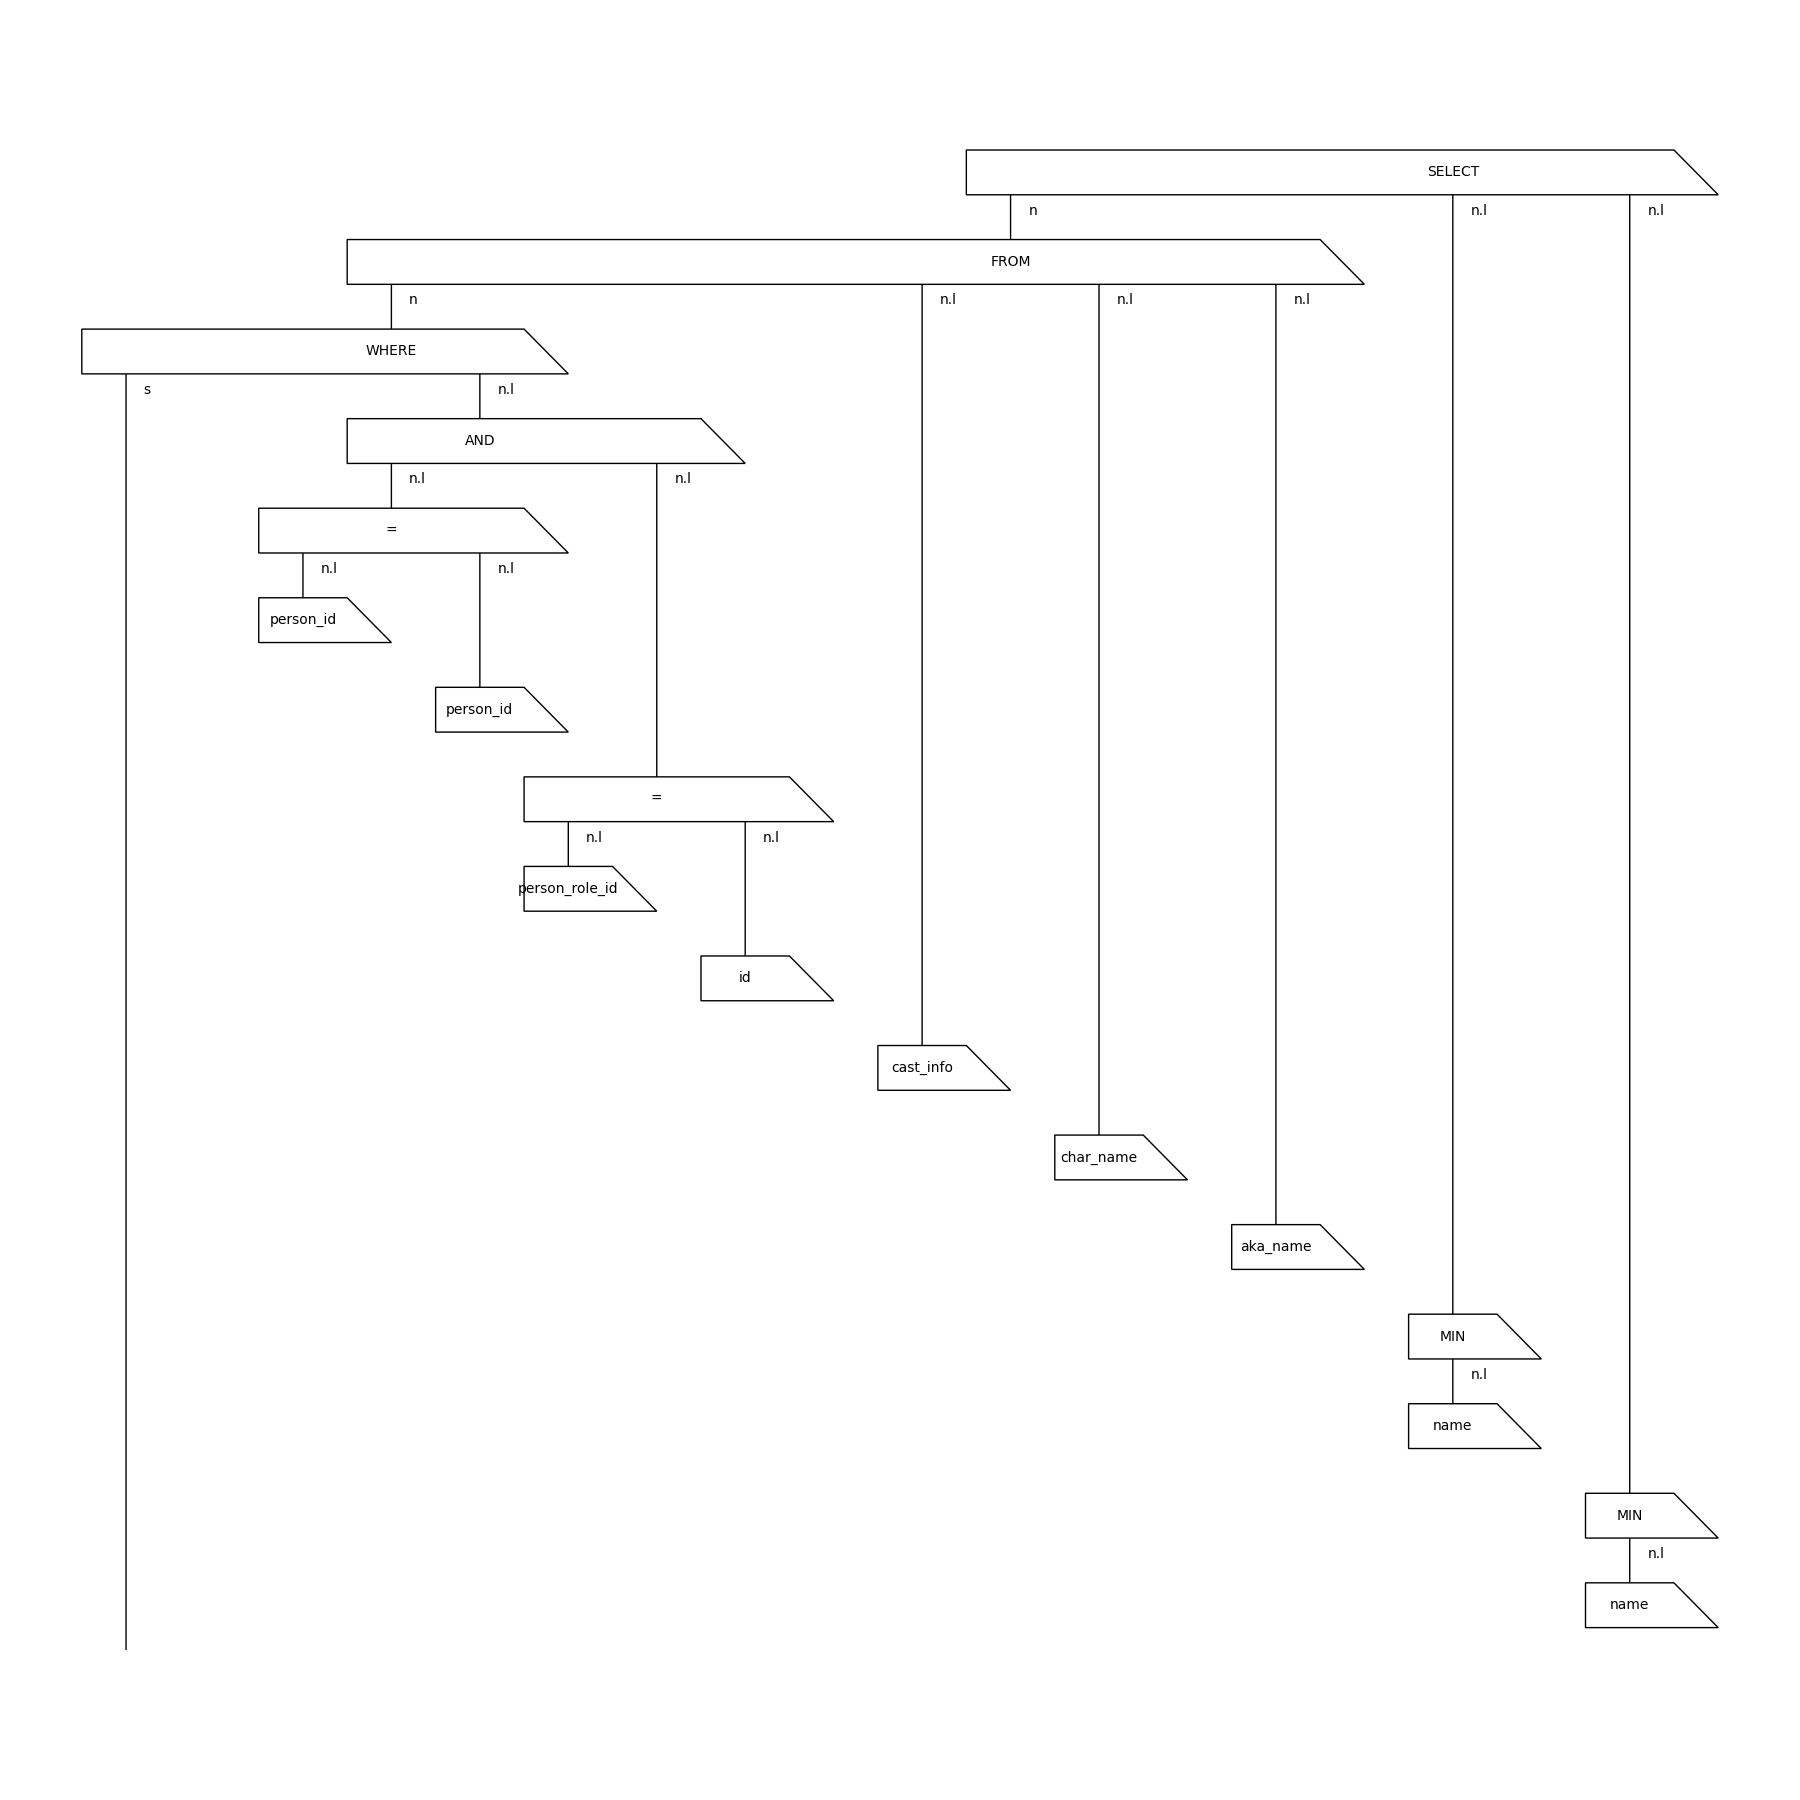 SELECT
n n.l n.l
FROM
n n.l n.l n.l
WHERE
s n.l
AND
n.l n.l
=
n.l n.l
person_id
person_id
=
n.l n.l
person_role_id
id
cast_info
char_name
aka_name
MIN
n.l
name
MIN
n.l
name